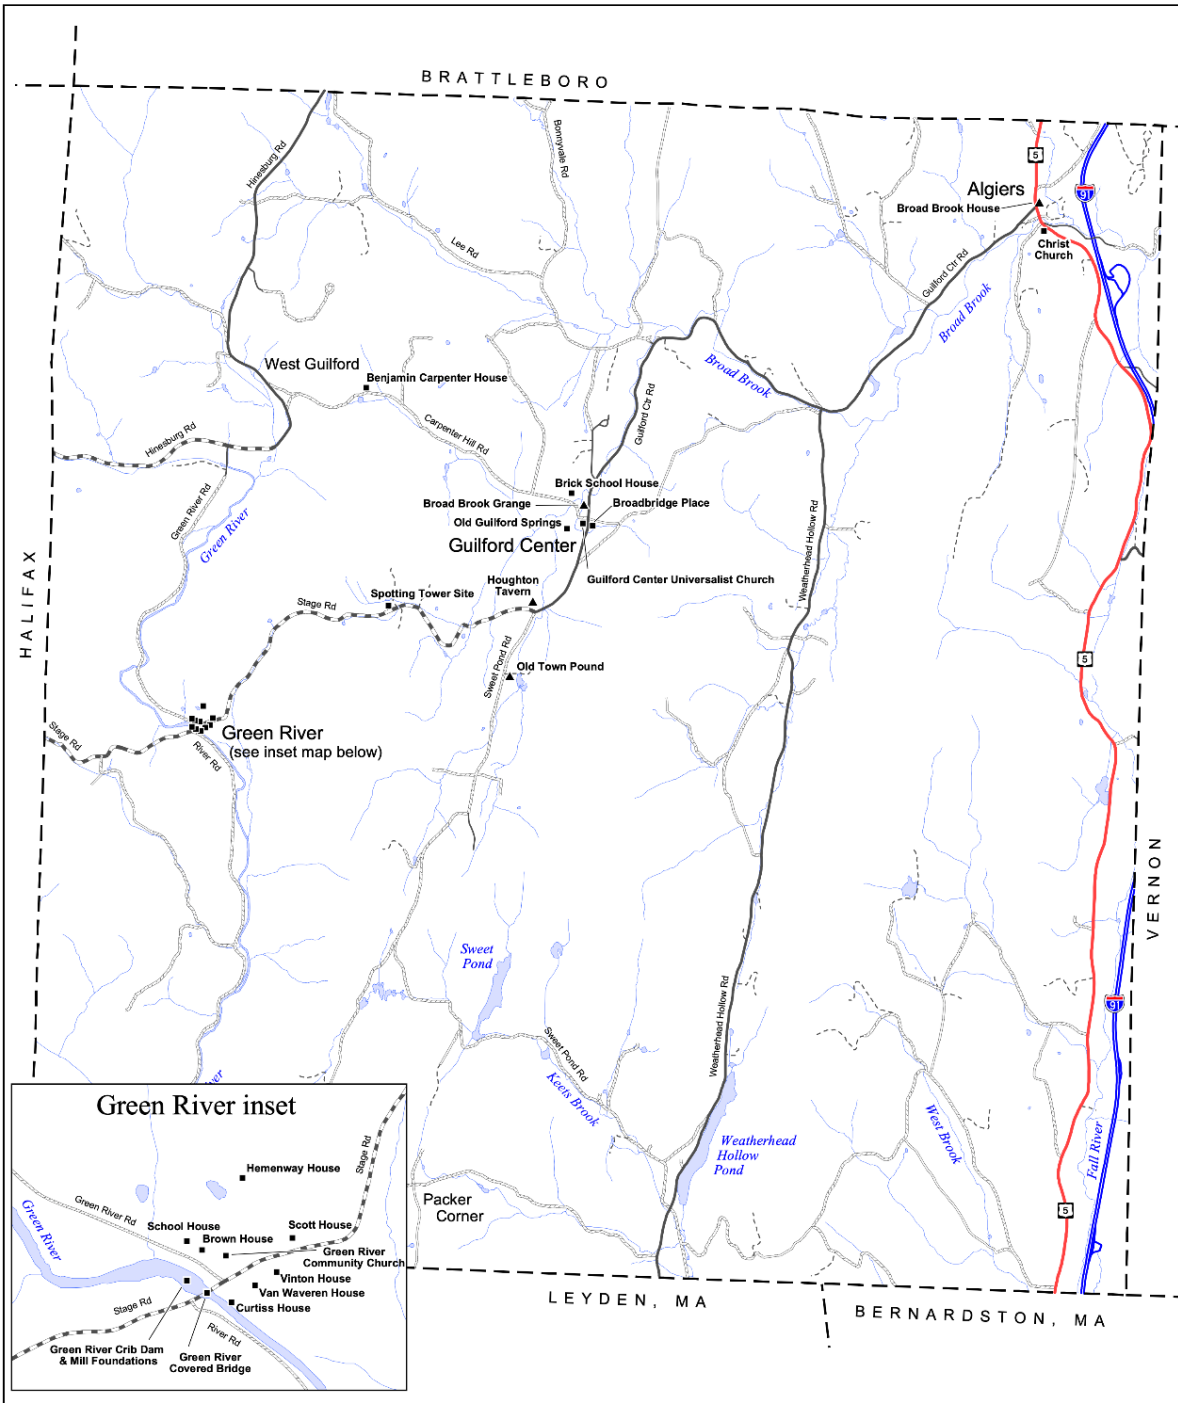 BRATTLEBORO
Hinesburg Rd
Bonnyvale Rd
5
91
Algiers
Broad Brook House
Christ
Church
Lee Rd
Guilford Ctr Rd
Broad Brook
West Guilford
Benjamin Carpenter House
Broad Brook
Guilford Ctr Rd
Carpenter Hill Rd
Hinesburg Rd
Brick School House
Broad Brook Grange
Broadbridge Place
Old Guilford Springs
Guilford Center
Green River Rd
Green River
Weatherhead Hollow Rd
HALIFAX
Houghton
Tavern
Guilford Center Universalist Church
Spotting Tower Site
Stage Rd
Sweet Pond Rd
Old Town Pound
5
Stage Rd
Green River
(see inset map below)
River Rd
VERNON
Sweet
Pond
Weatherhead Hollow Rd
91
Sweet Pond Rd
Keets Brook
Weatherhead
Hollow
Pond
West Brook
Fall River
5
Packer
Corner
LEYDEN, MA
BERNARDSTON, MA
Green River inset
Stage Rd
Hemenway House
Green River Rd
Green River
School House
Scott House
Brown House
Green River
Community Church
Vinton House
Van Waveren House
Curtiss House
Stage Rd
River Rd
Green River Crib Dam
& Mill Foundations
Green River
Covered Bridge